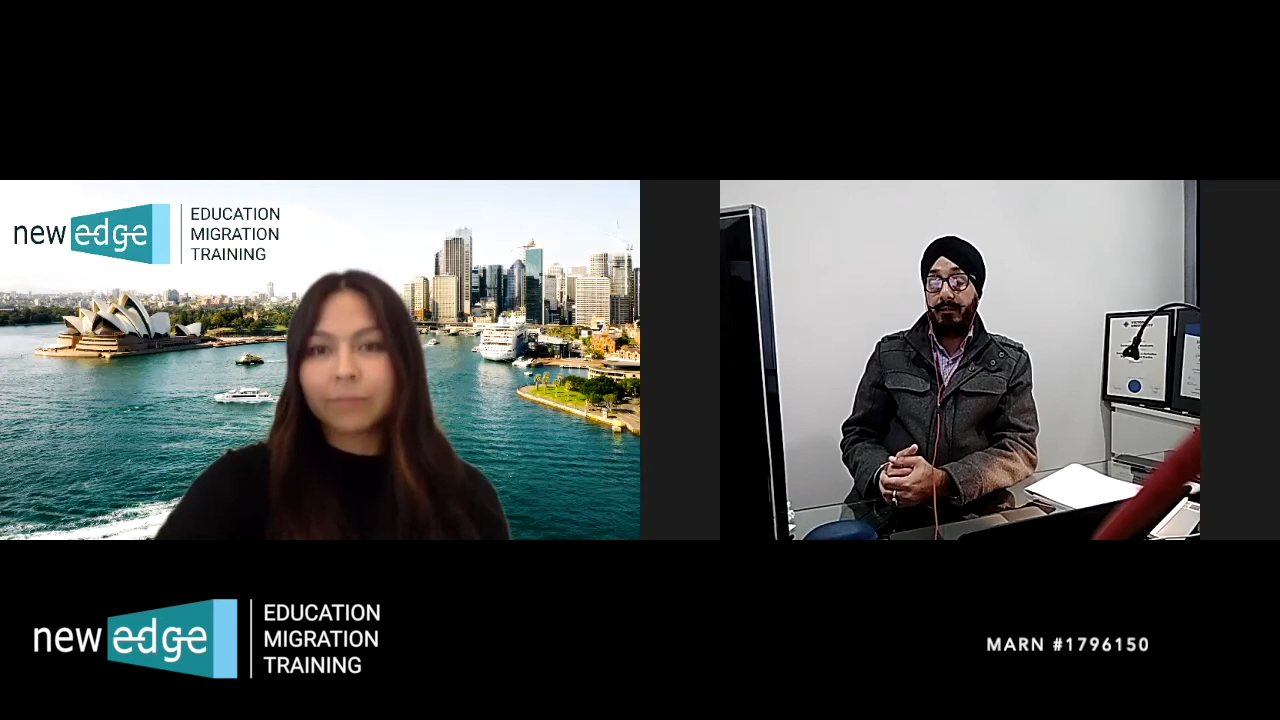 new edge
EDUCATION
MIGRATION
TRAINING
new edge
EDUCATION
MIGRATION
TRAINING
MARN #1796150